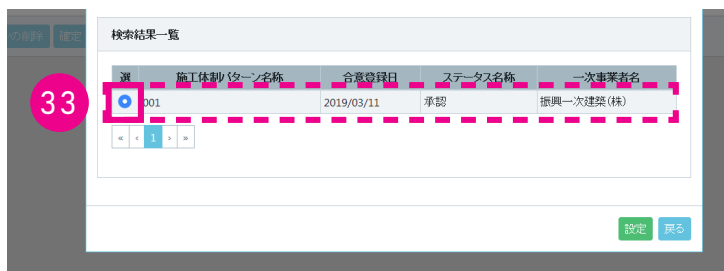 の削除 確定
検索結果一覧
選 施工体制パターン名称 合意登録日 ステータス名称 一次事業者名
33
001 2019/03/11 承認 振興一次建築(株)
« ‹ 1 › »
設定 戻る